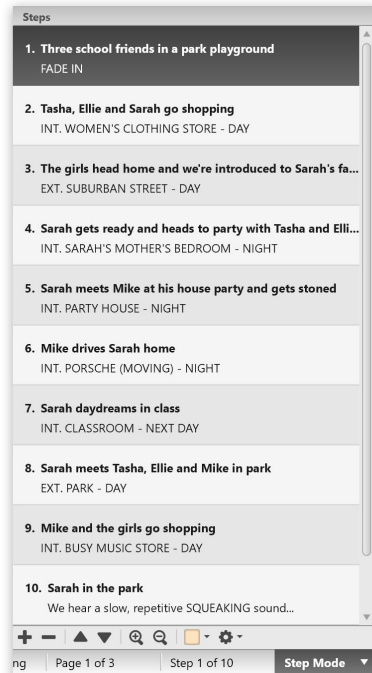 Steps
1. Three school friends in a park playground
FADE IN
2. Tasha, Ellie and Sarah go shopping
INT. WOMEN'S CLOTHING STORE - DAY
3. The girls head home and we're introduced to Sarah's fa...
EXT. SUBURBAN STREET - DAY
4. Sarah gets ready and heads to party with Tasha and Elli...
INT. SARAH'S MOTHER'S BEDROOM - NIGHT
5. Sarah meets Mike at his house party and gets stoned
INT. PARTY HOUSE - NIGHT
6. Mike drives Sarah home
INT. PORSCHE (MOVING) - NIGHT
7. Sarah daydreams in class
INT. CLASSROOM - NEXT DAY
8. Sarah meets Tasha, Ellie and Mike in park
EXT. PARK - DAY
9. Mike and the girls go shopping
INT. BUSY MUSIC STORE - DAY
10. Sarah in the park
We hear a slow, repetitive SQUEAKING sound...
ng Page 1 of 3 Step 1 of 10 Step Mode